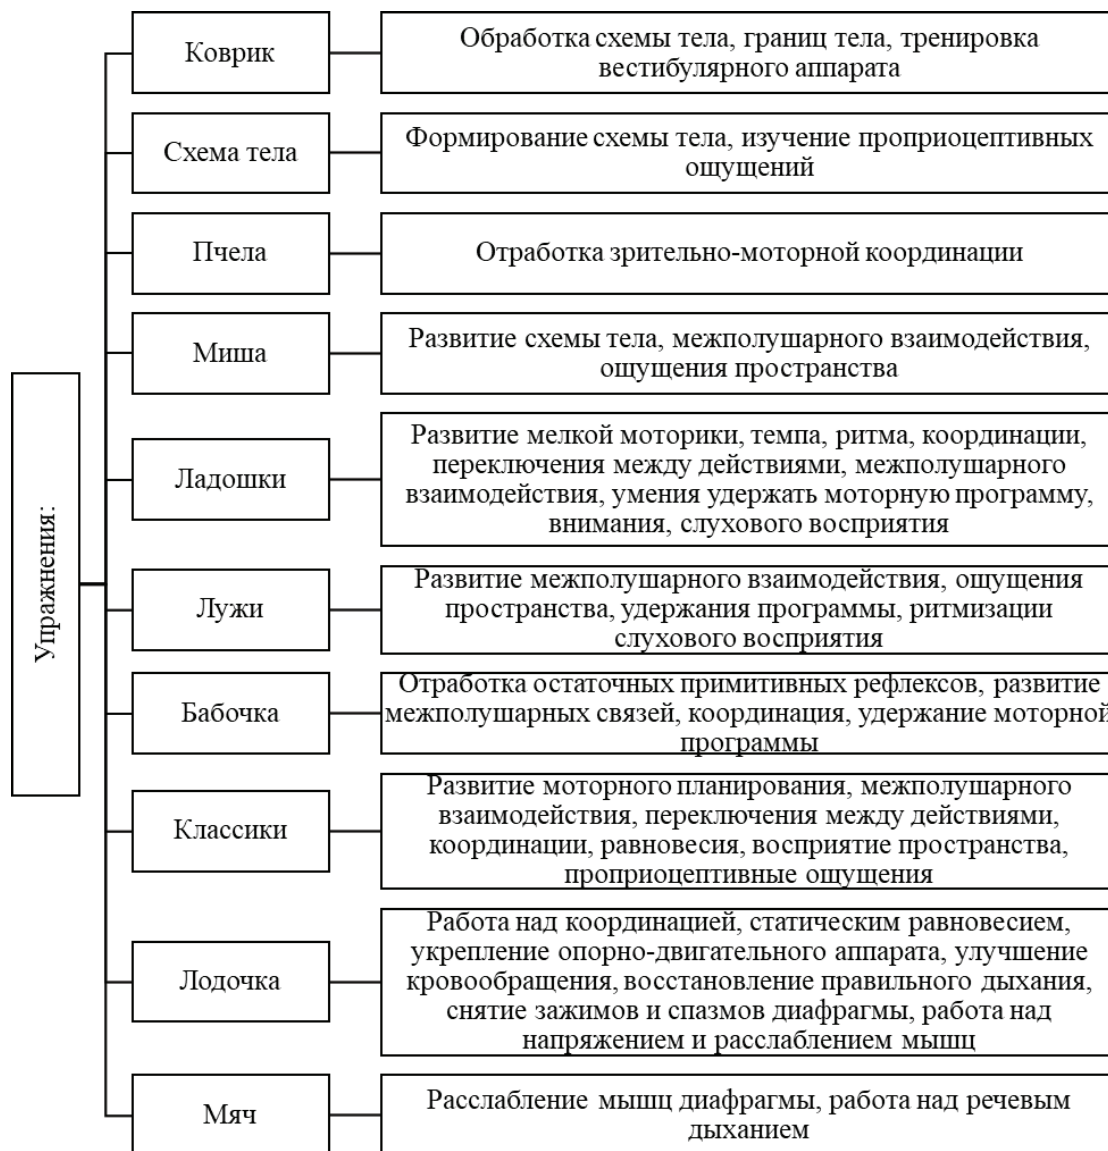 Упражнения:
Коврик
Обработка схемы тела, границ тела, тренировка
вестибулярного аппарата
Схема тела
Формирование схемы тела, изучение проприоцептивных
ощущений
Пчела
Отработка зрительно-моторной координации
Миша
Развитие схемы тела, межполушарного взаимодействия,
ощущения пространства
Ладошки
Развитие мелкой моторики, темпа, ритма, координации,
переключения между действиями, межполушарного
взаимодействия, умения удержать моторную программу,
внимания, слухового восприятия
Лужи
Развитие межполушарного взаимодействия, ощущения
пространства, удержания программы, ритмизации
слухового восприятия
Бабочка
Отработка остаточных примитивных рефлексов, развитие
межполушарных связей, координация, удержание моторной
программы
Классики
Развитие моторного планирования, межполушарного
взаимодействия, переключения между действиями,
координации, равновесия, восприятие пространства,
проприоцептивные ощущения
Лодочка
Работа над координацией, статическим равновесием,
укрепление опорно-двигательного аппарата, улучшение
кровообращения, восстановление правильного дыхания,
снятие зажимов и спазмов диафрагмы, работа над
напряжением и расслаблением мышц
Мяч
Расслабление мышц диафрагмы, работа над речевым
дыханием